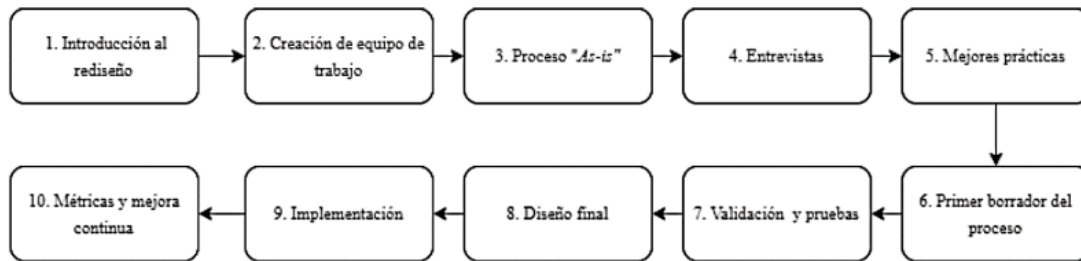 1. Introducción al
rediseño
2. Creación de equipo de
trabajo
3. Proceso "As-is"
4. Entrevistas
5. Mejores prácticas
6. Primer borrador del
proceso
7. Validación y pruebas
8. Diseño final
9. Implementación
10. Métricas y mejora
continua